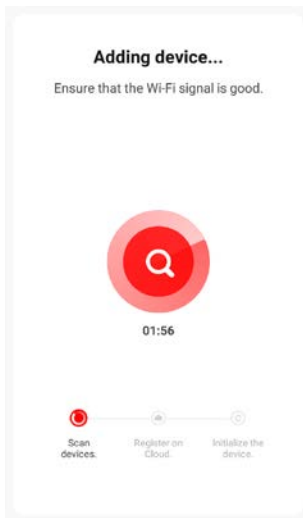 Adding device...
Ensure that the Wi-Fi signal is good.
01:56
Scan
devices.
Register on
Cloud.
Initialize the
device.